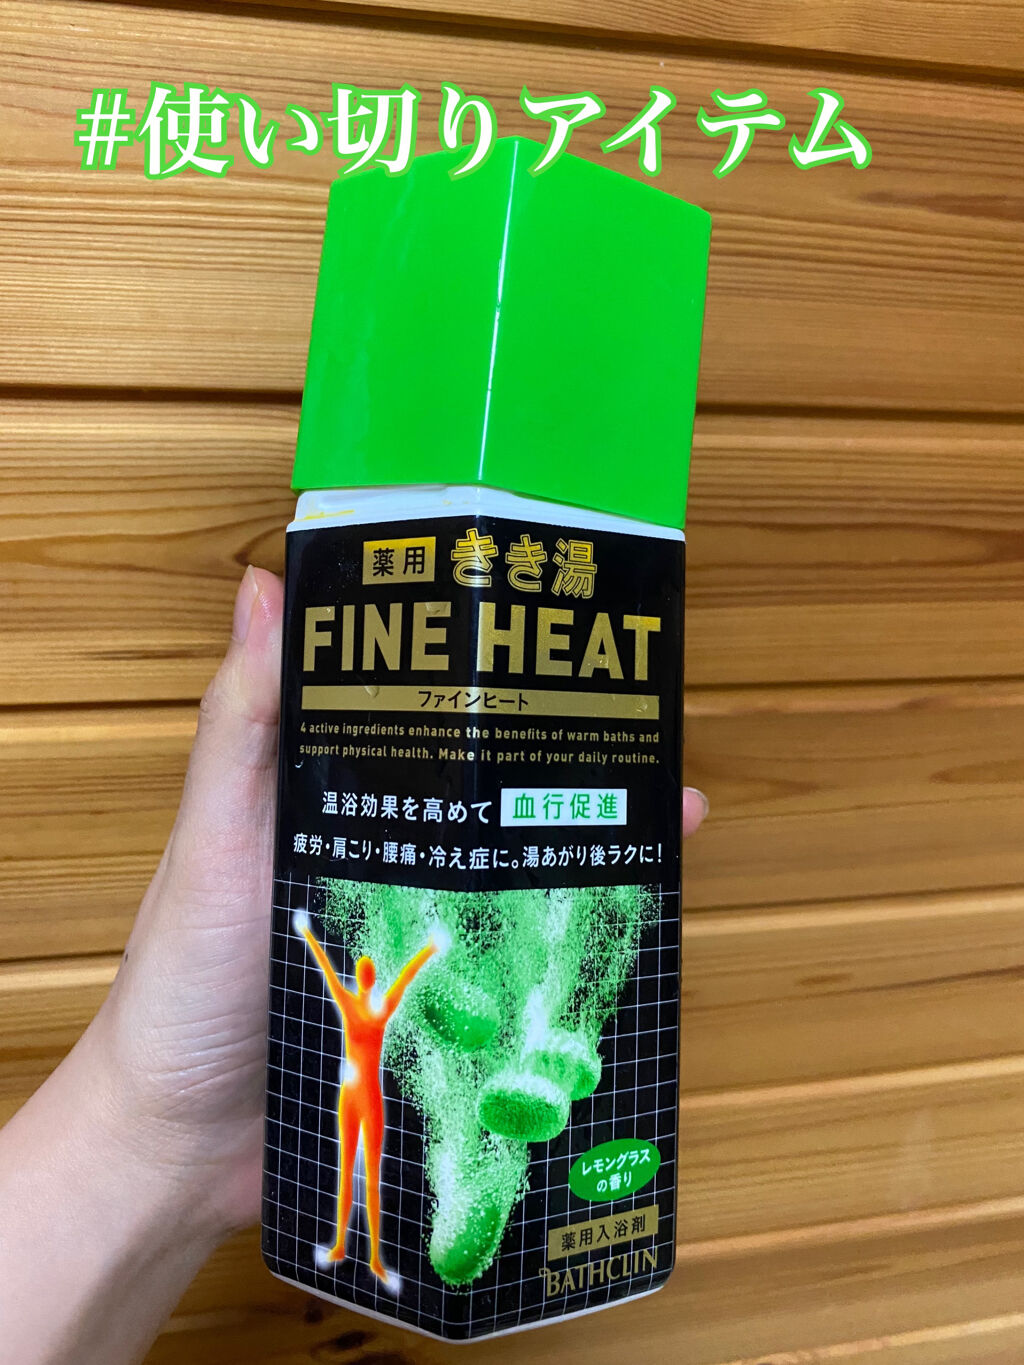 #使い切りアイテム
薬用 きき湯
FINE HEAT
ファインヒート
4 active ingredients enhance the benefits of warm baths and
support physical health. Make it part of your daily routine.
温浴効果を高めて 血行促進
疲労・肩こり・腰痛・冷え症に。湯あがり後ラクに!
レモングラス
の香り
薬用入浴剤
BATHCLIN